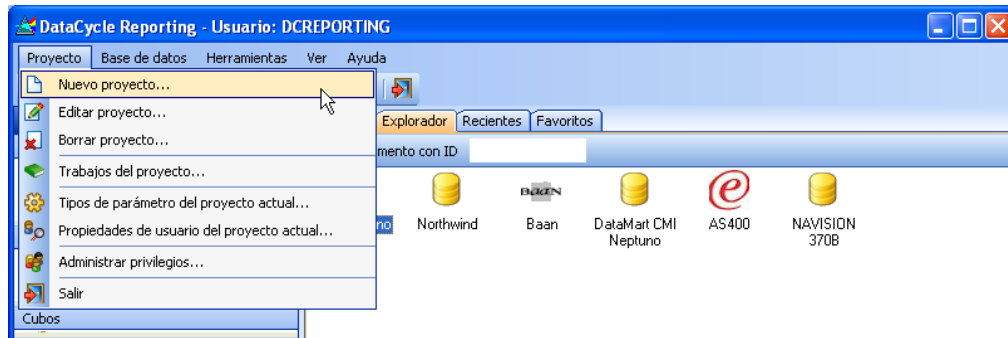 DataCycle Reporting - Usuario: DCREPORTING
Proyecto Base de datos Herramientas Ver Ayuda
Nuevo proyecto...
Editar proyecto...
Borrar proyecto...
Trabajos del proyecto...
Tipos de parámetro del proyecto actual...
Propiedades de usuario del proyecto actual...
Administrar privilegios...
Salir
Cubos
Explorador Recientes Favoritos
mento con ID
no Northwind Baan DataMart CMI AS400 NAVISION
Neptuno 370B